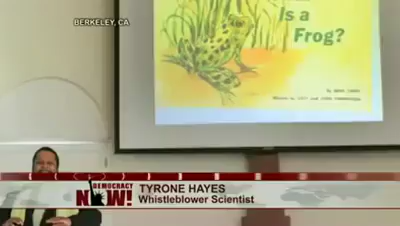 BERKELEY, CA
Is a
Frog?
DEMOCRACY
NOW!
TYRONE HAYES
Whistleblower Scientist